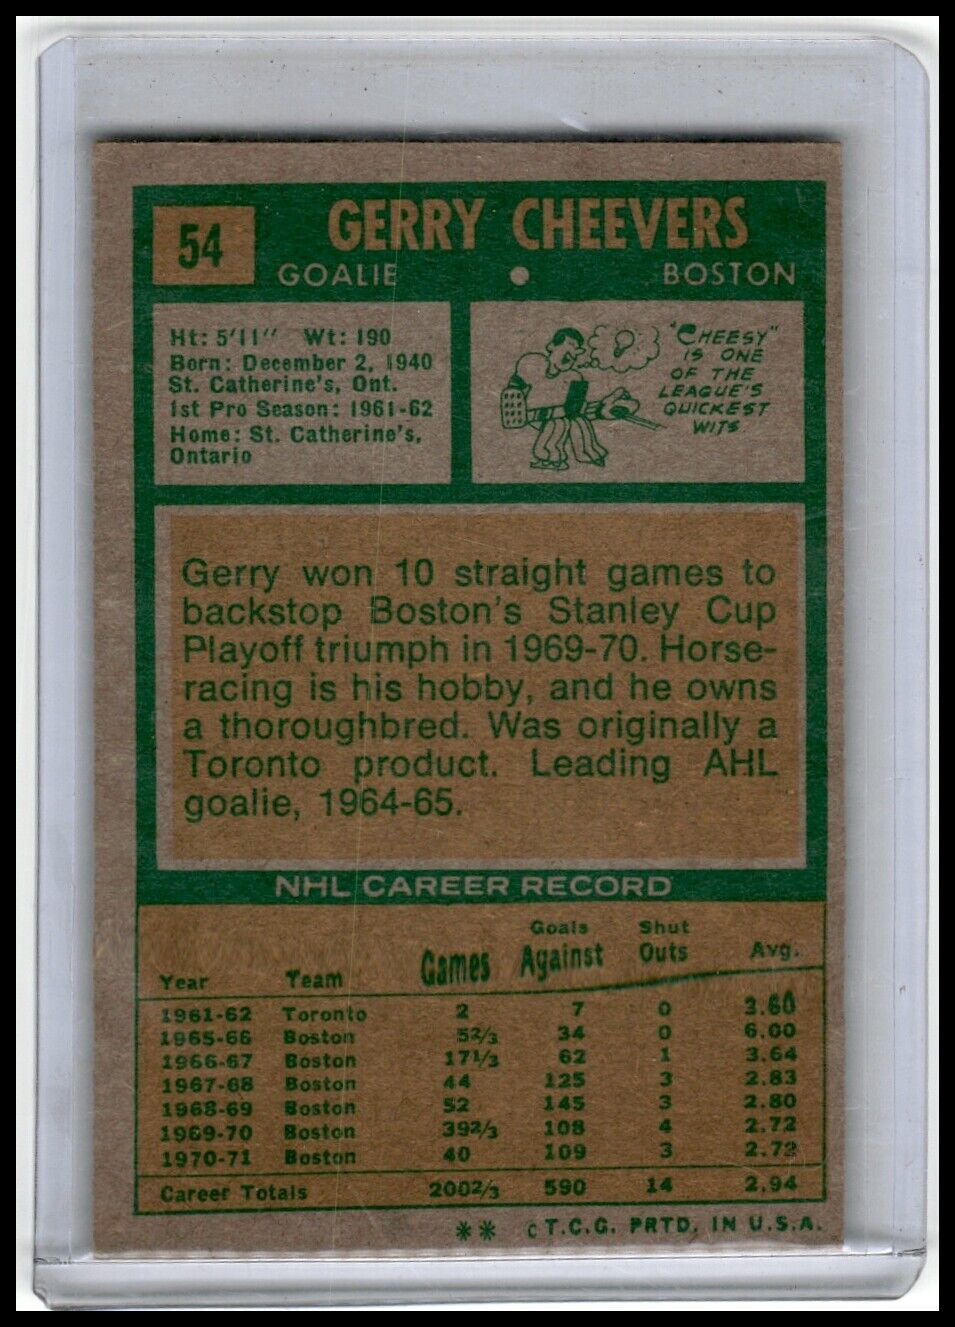 54
GERRY CHEEVERS
GOALIE • BOSTON
Ht: 5'11" Wt: 190
Born: December 2, 1940
St. Catherine's, Ont.
1st Pro Season: 1961-62
Home: St. Catherine's,
Ontario
"CHEESY"
IS ONE
OF THE
LEAGUE'S
QUICKEST
WITS
Gerry won 10 straight games to
backstop Boston's Stanley Cup
Playoff triumph in 1969-70. Horse-
racing is his hobby, and he owns
a thoroughbred. Was originally a
Toronto product. Leading AHL
goalie, 1964-65.
NHL CAREER RECORD
Year Team Games Goals Against Shut Outs Avg.
1961-62 Toronto 2 7 0 3.60
1965-66 Boston 52/3 34 0 6.00
1966-67 Boston 171/3 62 1 3.64
1967-68 Boston 44 125 3 2.83
1968-69 Boston 52 145 3 2.80
1969-70 Boston 392/3 108 4 2.72
1970-71 Boston 40 109 3 2.72
Career Totals 2002/3 590 14 2.94
** © T.C.G. PRTD. IN U.S.A.